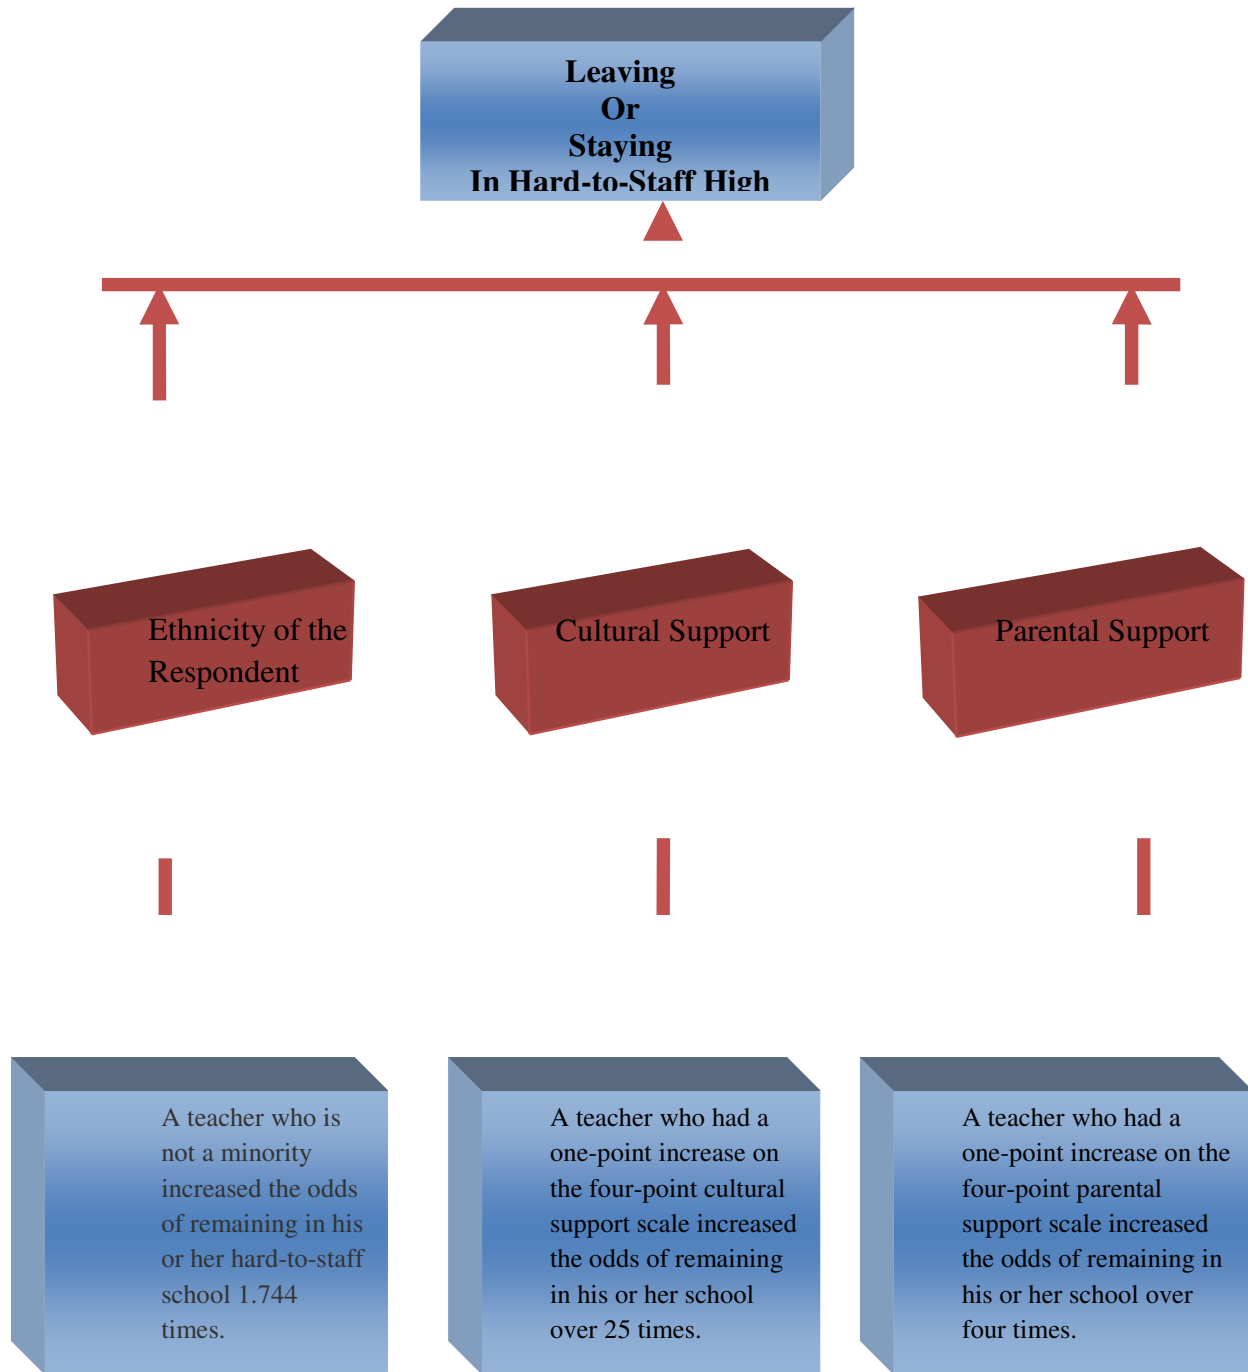 Leaving
Or
Staying
In Hard-to-Staff High
Ethnicity of the
Respondent
Cultural Support
Parental Support
A teacher who is
not a minority
increased the odds
of remaining in his
or her hard-to-staff
school 1.744
times.
A teacher who had a
one-point increase on
the four-point cultural
support scale increased
the odds of remaining
in his or her school
over 25 times.
A teacher who had a
one-point increase on the
four-point parental
support scale increased
the odds of remaining in
his or her school over
four times.